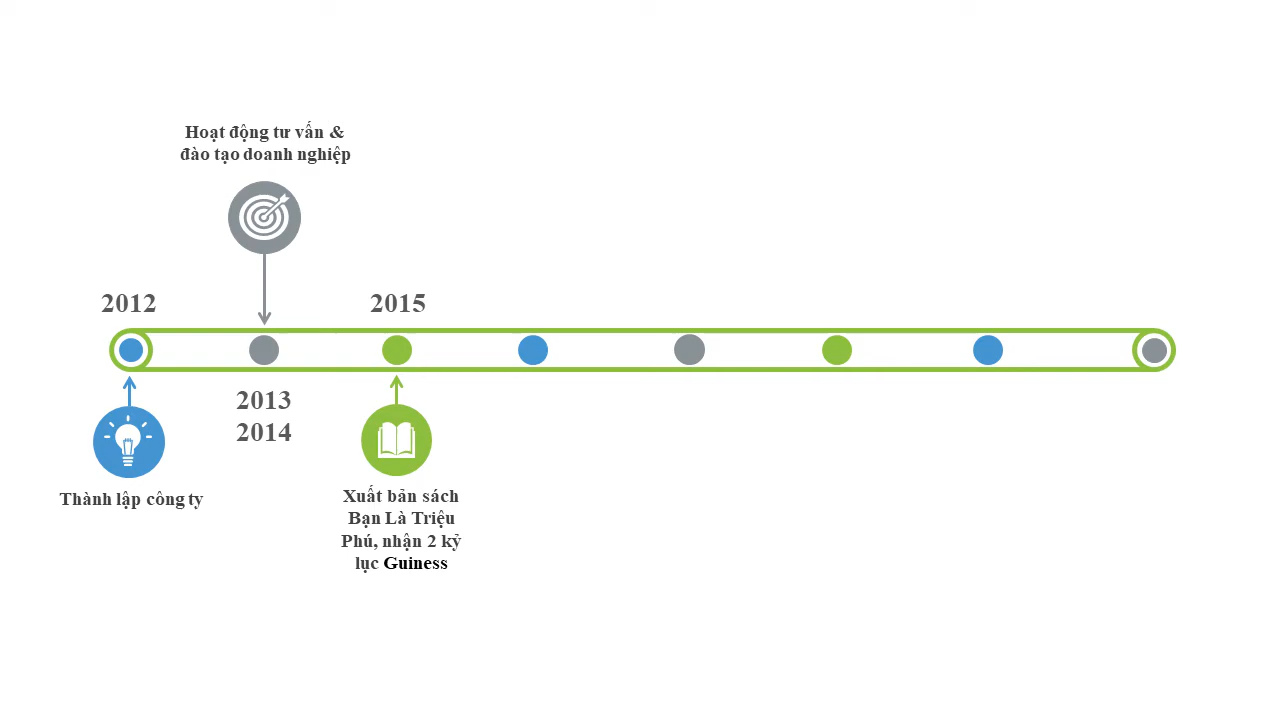 Hoạt động tư vấn &
đào tạo doanh nghiệp
2012
2015
2013
2014
Thành lập công ty
Xuất bản sách
Bạn Là Triệu
Phú, nhận 2 kỷ
lục Guiness